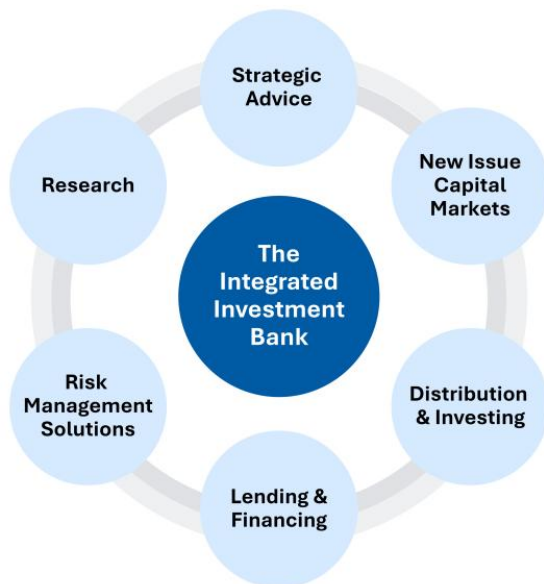 Strategic
Advice
New Issue
Capital
Markets
Research
The
Integrated
Investment
Bank
Distribution
& Investing
Risk
Management
Solutions
Lending &
Financing